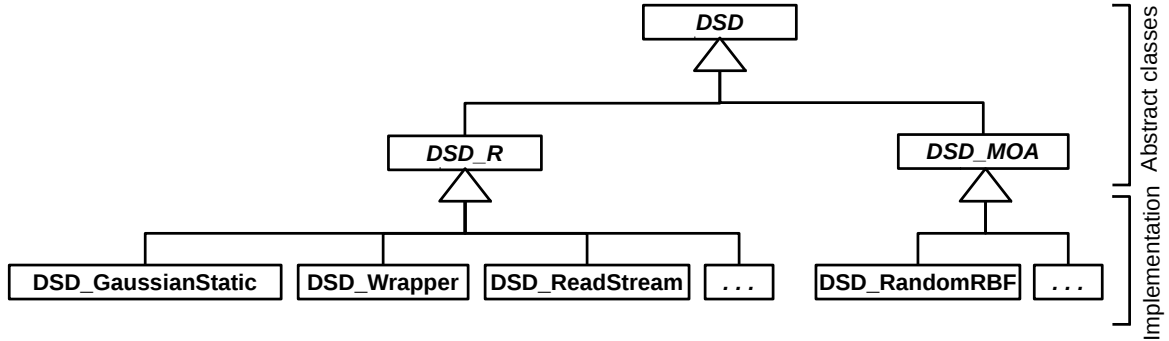 DSD
DSD_R
DSD_MOA
DSD_GaussianStatic
DSD_Wrapper
DSD_ReadStream
. . .
DSD_RandomRBF
. . .
Abstract classes
Implementation